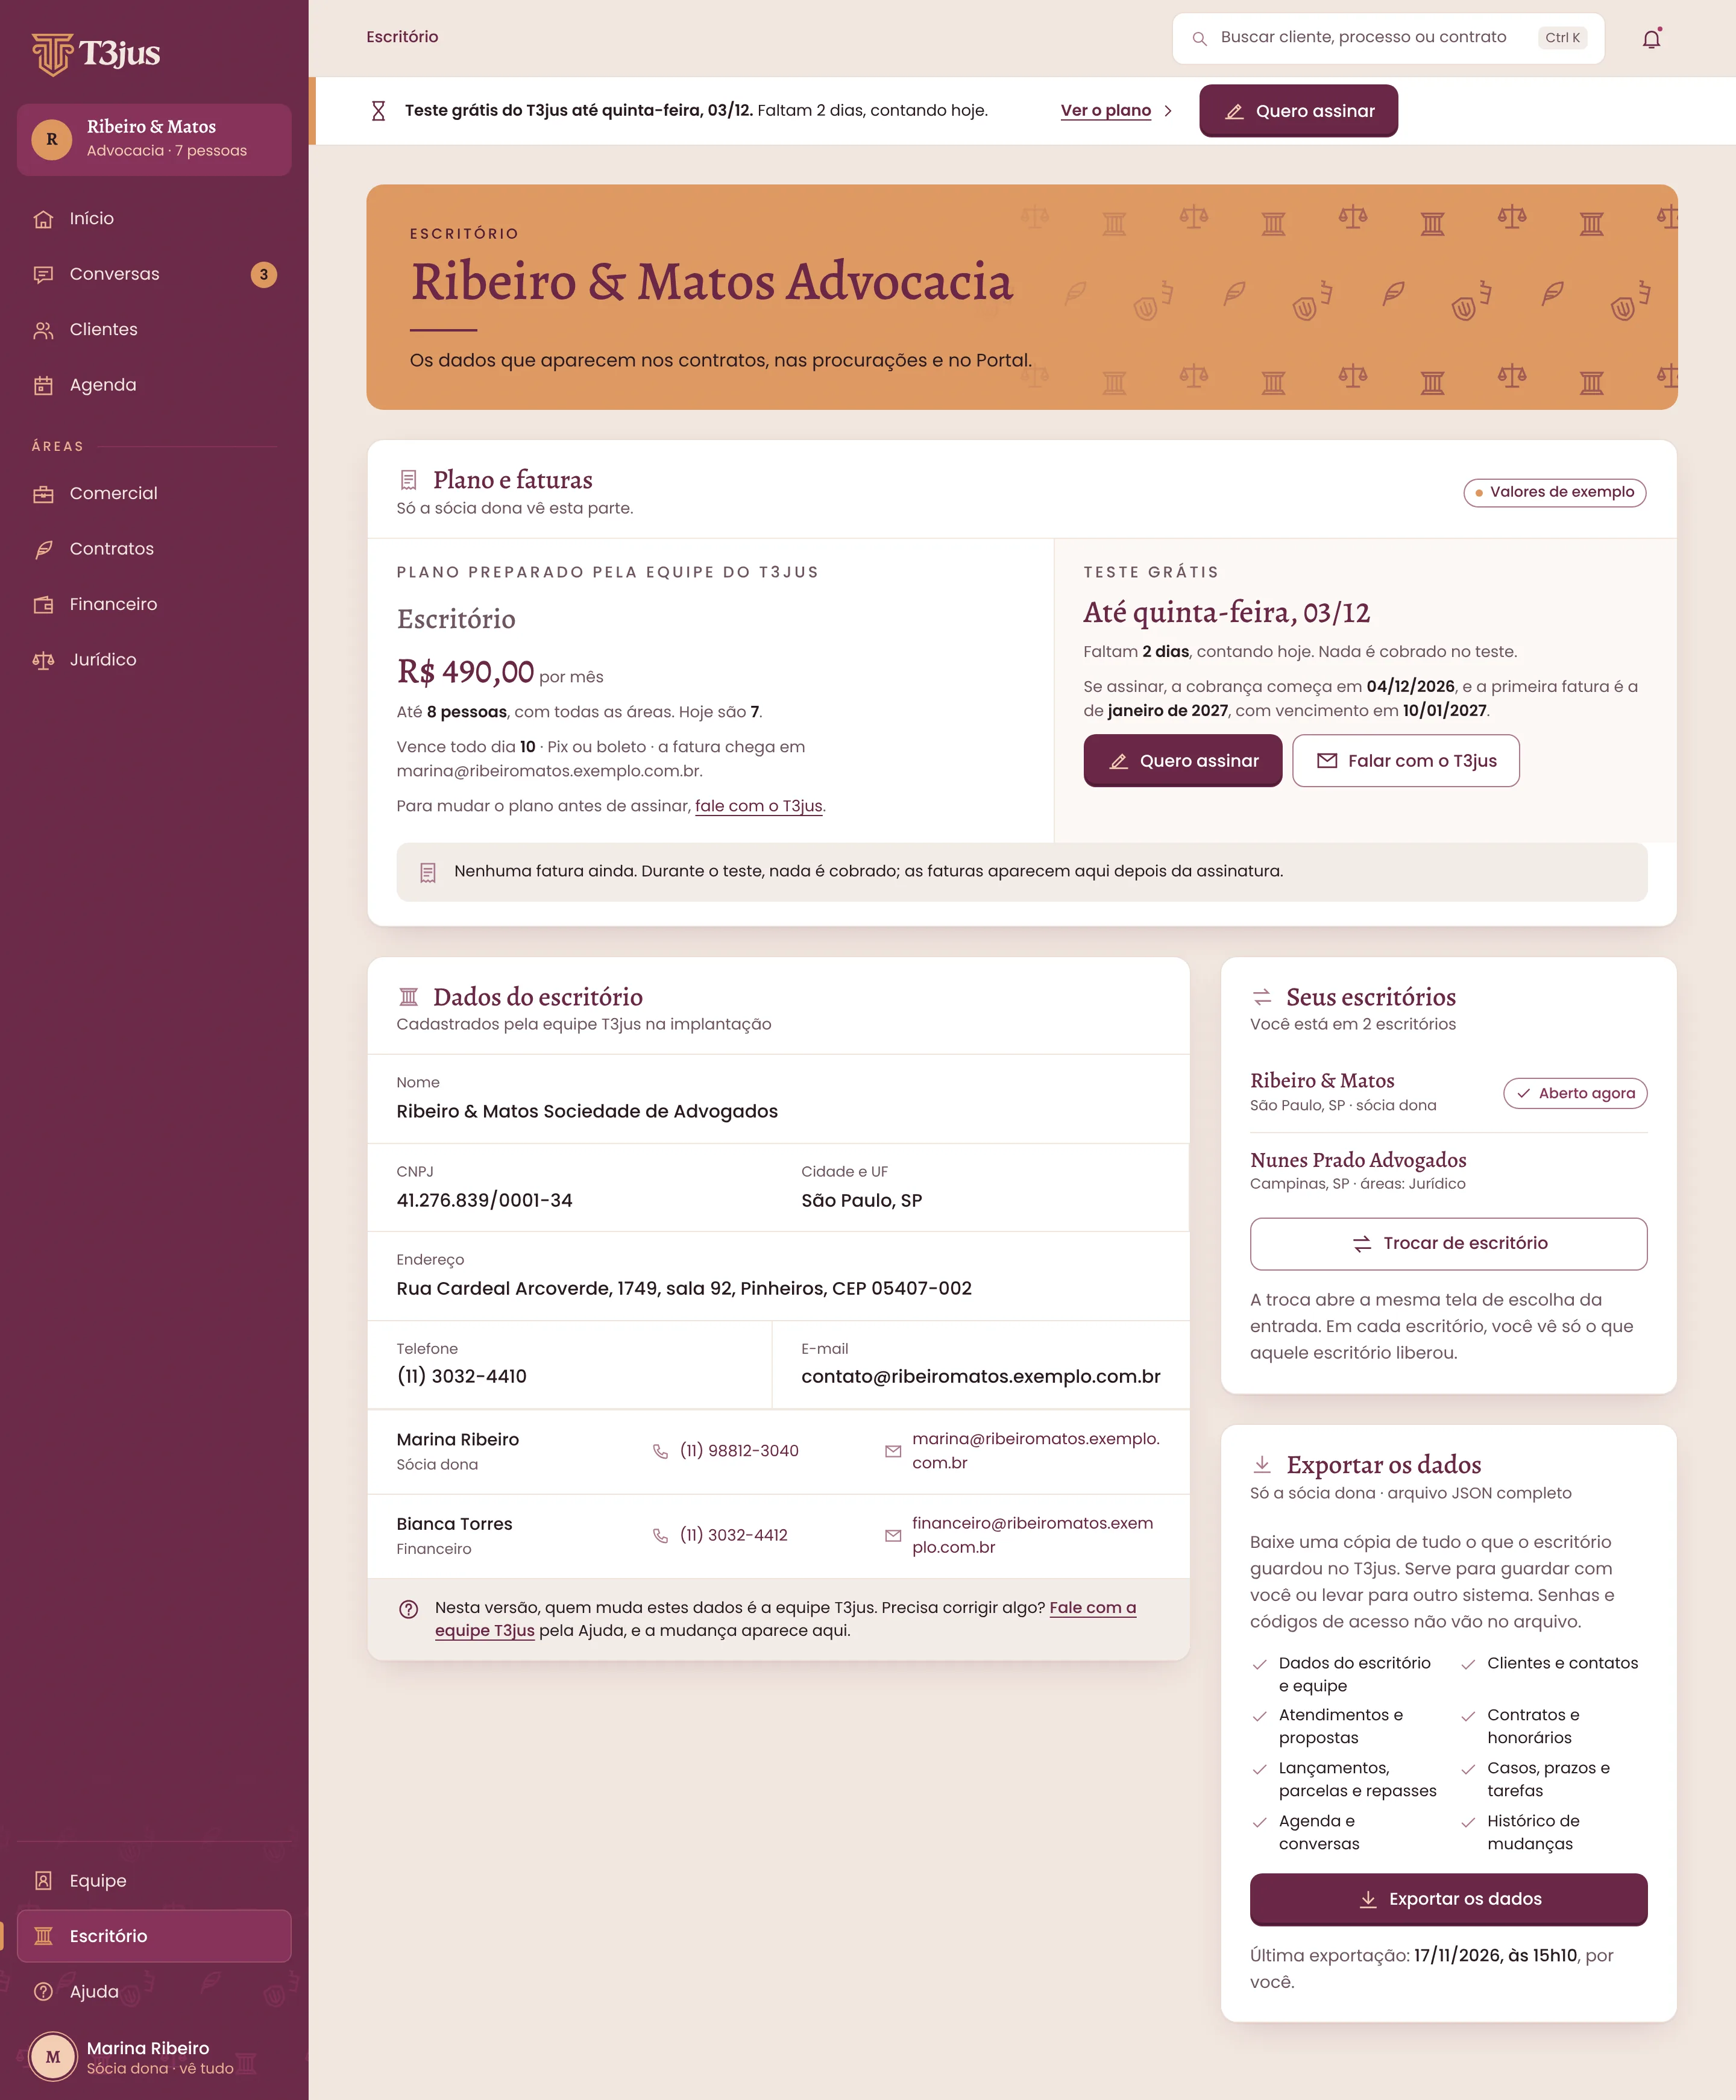 T3jus
R
Ribeiro & Matos
Advocacia · 7 pessoas
Início
Conversas
3
Clientes
Agenda
ÁREAS
Comercial
Contratos
Financeiro
Jurídico
Equipe
Escritório
Ajuda
M
Marina Ribeiro
Sócia dona · vê tudo
Escritório
Buscar cliente, processo ou contrato
Ctrl K
Teste grátis do T3jus até quinta-feira, 03/12. Faltam 2 dias, contando hoje.
Ver o plano
Quero assinar
ESCRITÓRIO
Ribeiro & Matos Advocacia
Os dados que aparecem nos contratos, nas procurações e no Portal.
Plano e faturas
Só a sócia dona vê esta parte.
Valores de exemplo
PLANO PREPARADO PELA EQUIPE DO T3JUS
Escritório
R$ 490,00 por mês
Até 8 pessoas, com todas as áreas. Hoje são 7.
Vence todo dia 10 · Pix ou boleto · a fatura chega em
marina@ribeiromatos.exemplo.com.br.
Para mudar o plano antes de assinar, fale com o T3jus.
TESTE GRÁTIS
Até quinta-feira, 03/12
Faltam 2 dias, contando hoje. Nada é cobrado no teste.
Se assinar, a cobrança começa em 04/12/2026, e a primeira fatura é a
de janeiro de 2027, com vencimento em 10/01/2027.
Quero assinar
Falar com o T3jus
Nenhuma fatura ainda. Durante o teste, nada é cobrado; as faturas aparecem aqui depois da assinatura.
Dados do escritório
Cadastrados pela equipe T3jus na implantação
Nome
Ribeiro & Matos Sociedade de Advogados
CNPJ
41.276.839/0001-34
Cidade e UF
São Paulo, SP
Endereço
Rua Cardeal Arcoverde, 1749, sala 92, Pinheiros, CEP 05407-002
Telefone
(11) 3032-4410
E-mail
contato@ribeiromatos.exemplo.com.br
Marina Ribeiro
Sócia dona
(11) 98812-3040
marina@ribeiromatos.exemplo.
com.br
Bianca Torres
Financeiro
(11) 3032-4412
financeiro@ribeiromatos.exem
plo.com.br
Nesta versão, quem muda estes dados é a equipe T3jus. Precisa corrigir algo? Fale com a
equipe T3jus pela Ajuda, e a mudança aparece aqui.
Seus escritórios
Você está em 2 escritórios
Ribeiro & Matos
São Paulo, SP · sócia dona
Aberto agora
Nunes Prado Advogados
Campinas, SP · áreas: Jurídico
Trocar de escritório
A troca abre a mesma tela de escolha da
entrada. Em cada escritório, você vê só o que
aquele escritório liberou.
Exportar os dados
Só a sócia dona · arquivo JSON completo
Baixe uma cópia de tudo o que o escritório
guardou no T3jus. Serve para guardar com
você ou levar para outro sistema. Senhas e
códigos de acesso não vão no arquivo.
Dados do escritório
e equipe
Clientes e contatos
Atendimentos e
propostas
Contratos e
honorários
Lançamentos,
parcelas e repasses
Casos, prazos e
tarefas
Agenda e
conversas
Histórico de
mudanças
Exportar os dados
Última exportação: 17/11/2026, às 15h10, por
você.